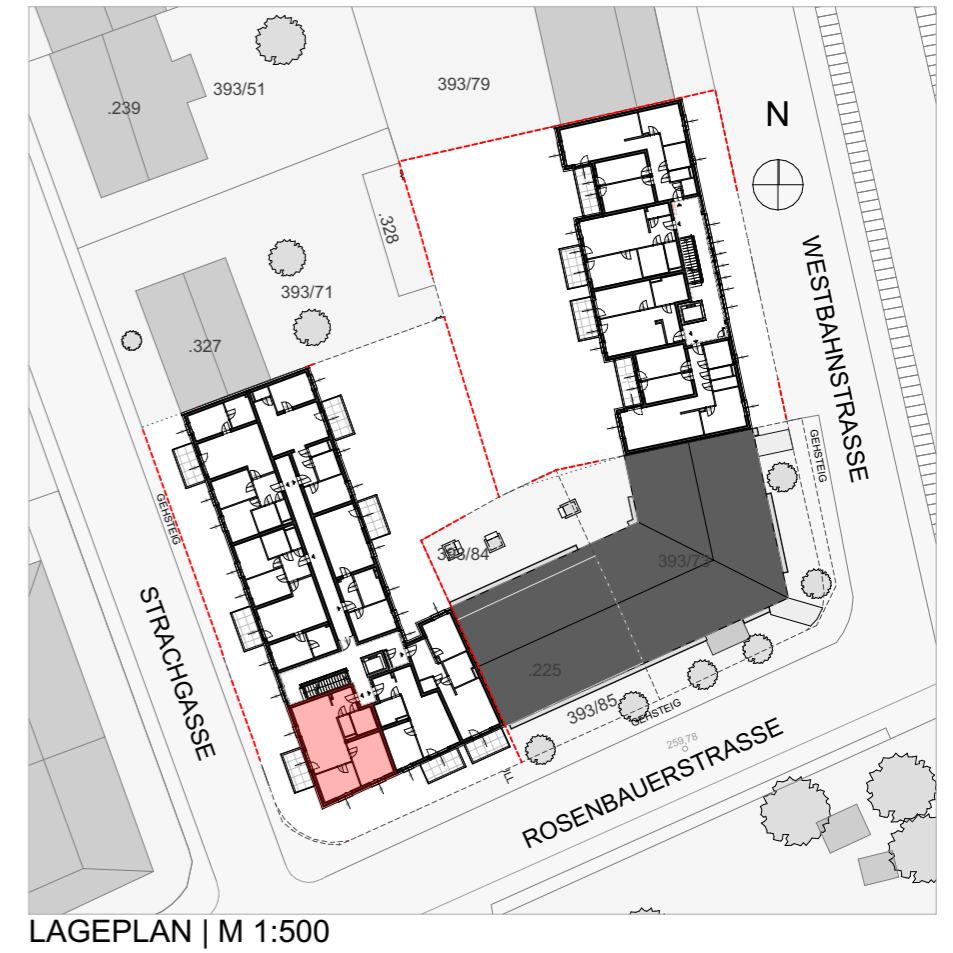 393/79
393/51
.239
N
.328
WESTBAHNSTRASSE
393/71
.327
GEHSTEIG
GEHSTEIG
393/84
393/73
STRACHGASSE
.225
393/85
GEHSTEIG
259,78
ROSENBAUERSTRASSE
LAGEPLAN | M 1:500